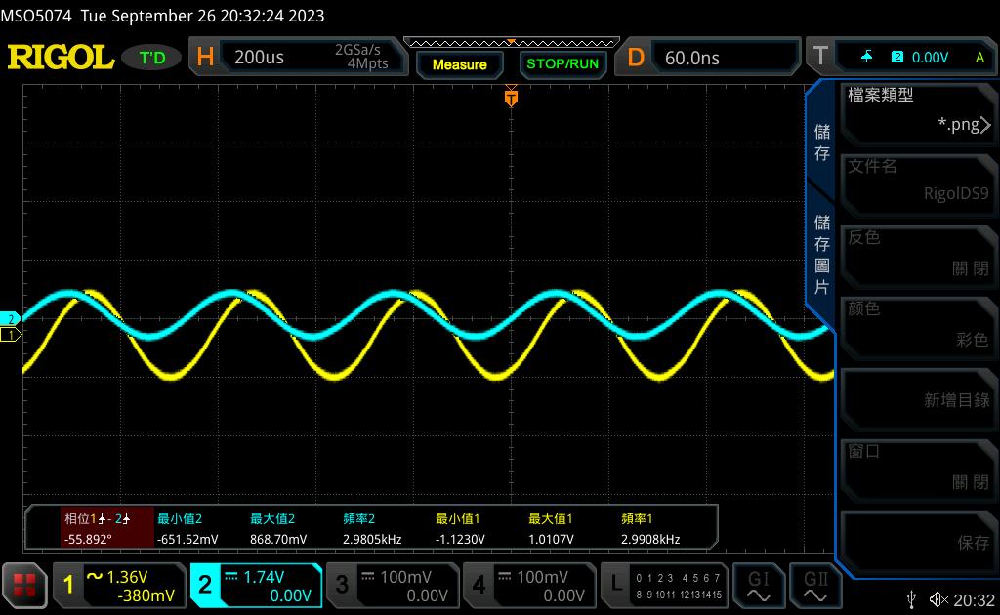 MSO5074 Tue September 26 20:32:24 2023
RIGOL T'D H 200us 2GSa/s 4Mpts Measure STOP/RUN D 60.0ns T 2 0.00V A
T
儲存
儲存圖片
檔案類型
*.png
文件名
RigolDS9
反色
關閉
颜色
彩色
新增目錄
窗口
關閉
保存
2
1
相位1-2 最小值2 最大值2 頻率2 最小值1 最大值1 頻率1
-55.892° -651.52mV 868.70mV 2.9805kHz -1.1230V 1.0107V 2.9908kHz
1 1.36V
-380mV
2 1.74V
0.00V
3 100mV
0.00V
4 100mV
0.00V
L 0 1 2 3 4 5 6 7
8 9 10 11 12 13 14 15
GI
GII
20:32